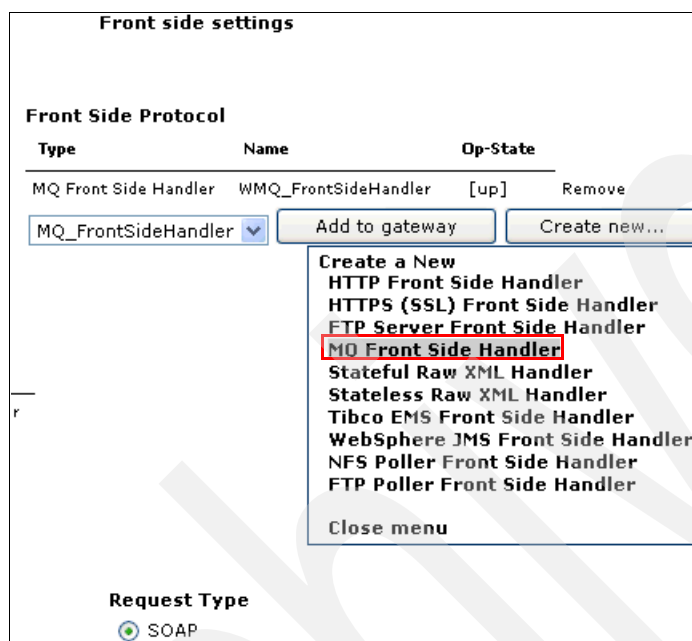 Front side settings
Front Side Protocol
Type Name Op-State
MQ Front Side Handler WMQ_FrontSideHandler [up] Remove
MQ_FrontSideHandler Add to gateway Create new...
Create a New
HTTP Front Side Handler
HTTPS (SSL) Front Side Handler
FTP Server Front Side Handler
MQ Front Side Handler
Stateful Raw XML Handler
Stateless Raw XML Handler
r
Tibco EMS Front Side Handler
WebSphere JMS Front Side Handler
NFS Poller Front Side Handler
FTP Poller Front Side Handler
Close menu
Request Type
SOAP